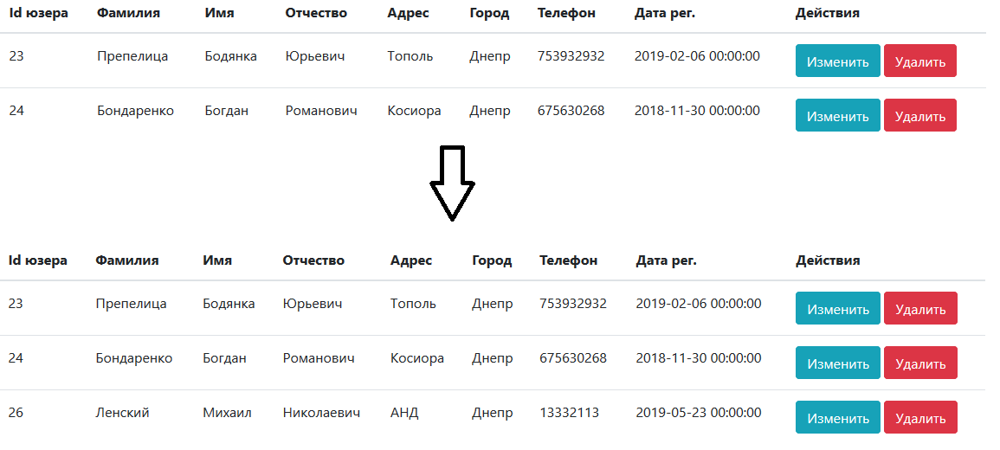 Id юзера Фамилия Имя Отчество Адрес Город Телефон Дата рег. Действия
23 Препелица Бодянка Юрьевич Тополь Днепр 753932932 2019-02-06 00:00:00 Изменить Удалить
24 Бондаренко Богдан Романович Косиора Днепр 675630268 2018-11-30 00:00:00 Изменить Удалить
Id юзера Фамилия Имя Отчество Адрес Город Телефон Дата рег. Действия
23 Препелица Бодянка Юрьевич Тополь Днепр 753932932 2019-02-06 00:00:00 Изменить Удалить
24 Бондаренко Богдан Романович Косиора Днепр 675630268 2018-11-30 00:00:00 Изменить Удалить
26 Ленский Михаил Николаевич АНД Днепр 13332113 2019-05-23 00:00:00 Изменить Удалить